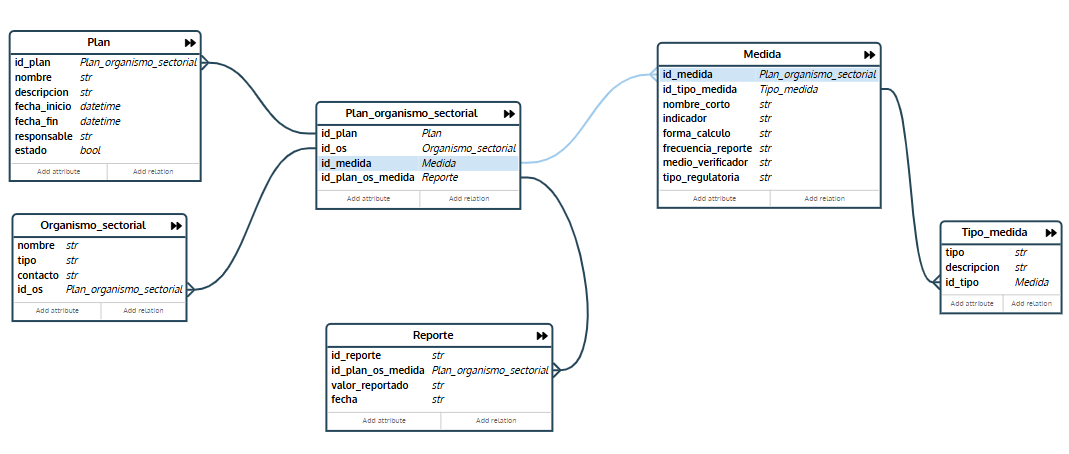 Plan
id_plan Plan_organismo_sectorial
nombre str
descripcion str
fecha_inicio datetime
fecha_fin datetime
responsable str
estado bool
Add attribute Add relation
Organismo_sectorial
nombre str
tipo str
contacto str
id_os Plan_organismo_sectorial
Add attribute Add relation
Plan_organismo_sectorial
id_plan Plan
id_os Organismo_sectorial
id_medida Medida
id_plan_os_medida Reporte
Add attribute Add relation
Reporte
id_reporte str
id_plan_os_medida Plan_organismo_sectorial
valor_reportado str
fecha str
Add attribute Add relation
Medida
id_medida Plan_organismo_sectorial
id_tipo_medida Tipo_medida
nombre_corto str
indicador str
forma_calculo str
frecuencia_reporte str
medio_verificador str
tipo_regulatoria str
Add attribute Add relation
Tipo_medida
tipo str
descripcion str
id_tipo Medida
Add attribute Add relation